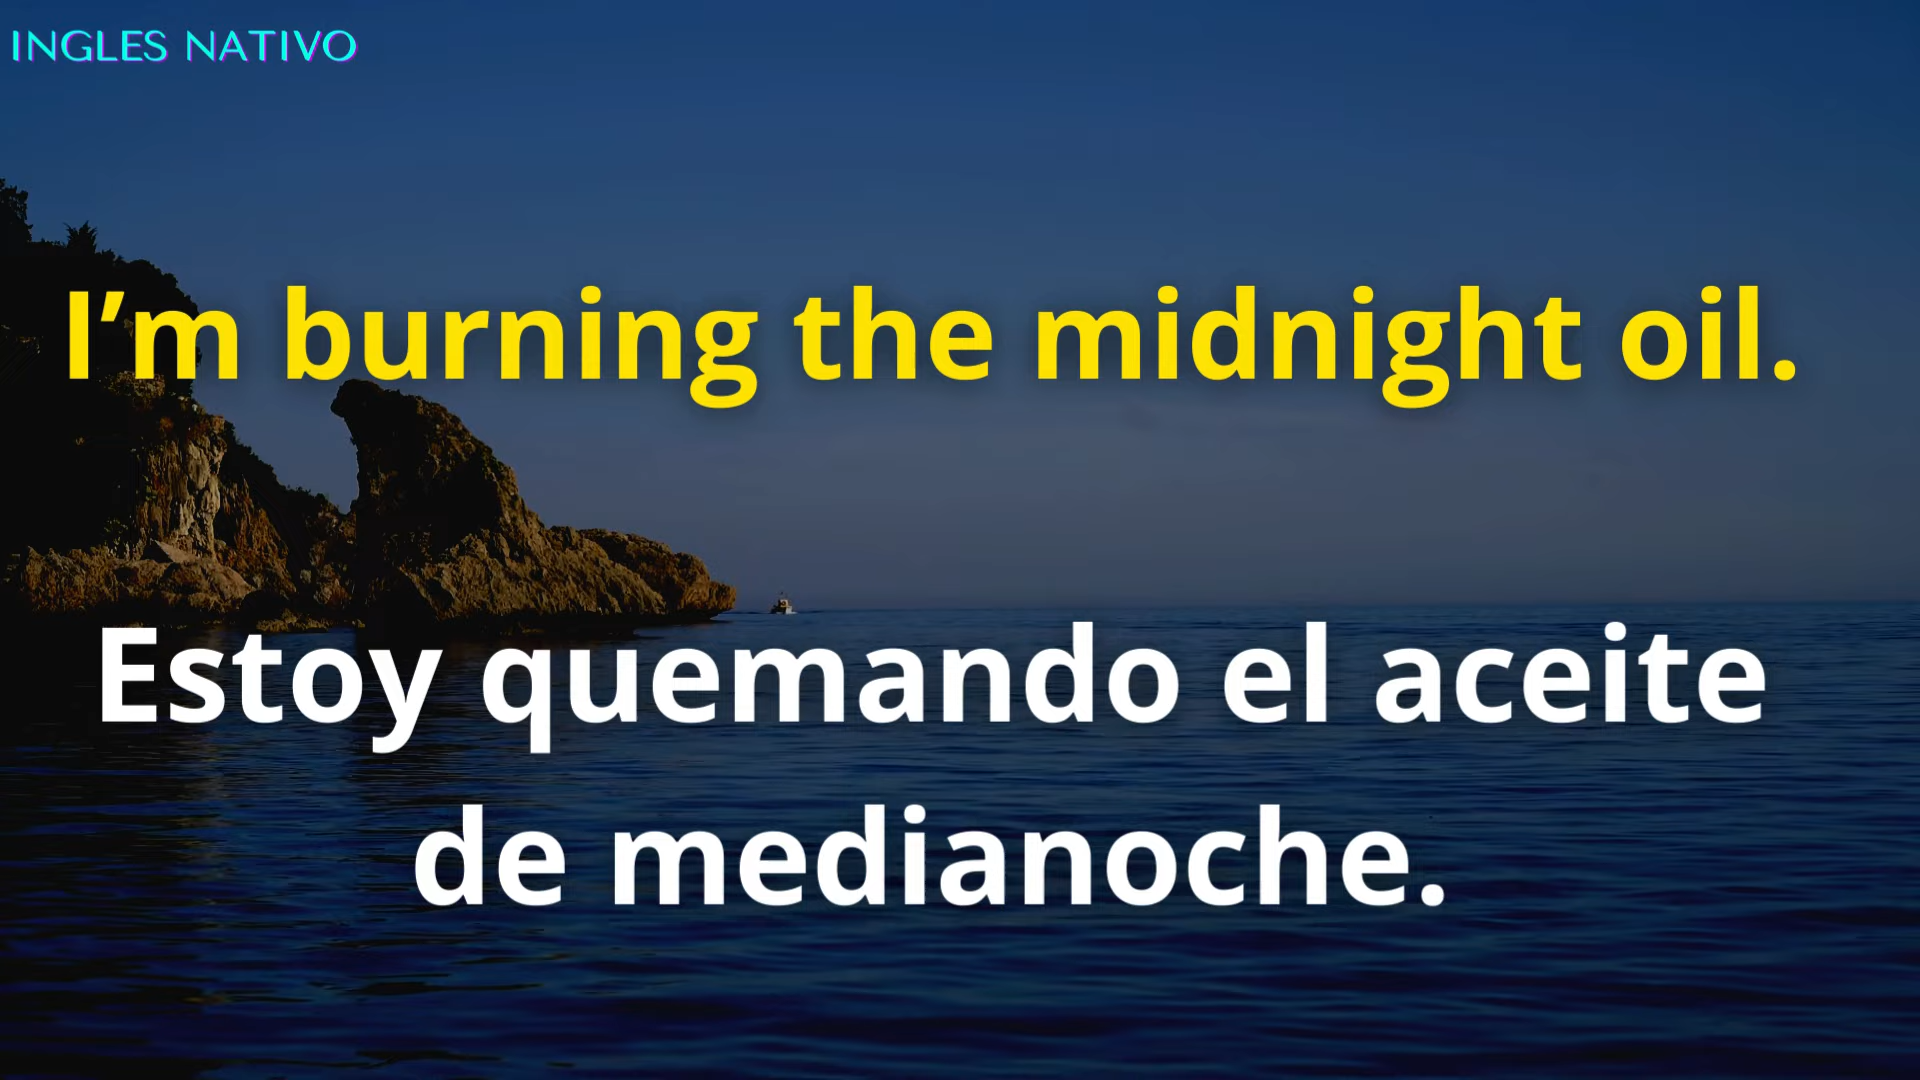 INGLES NATIVO
I’m burning the midnight oil.
Estoy quemando el aceite
de medianoche.